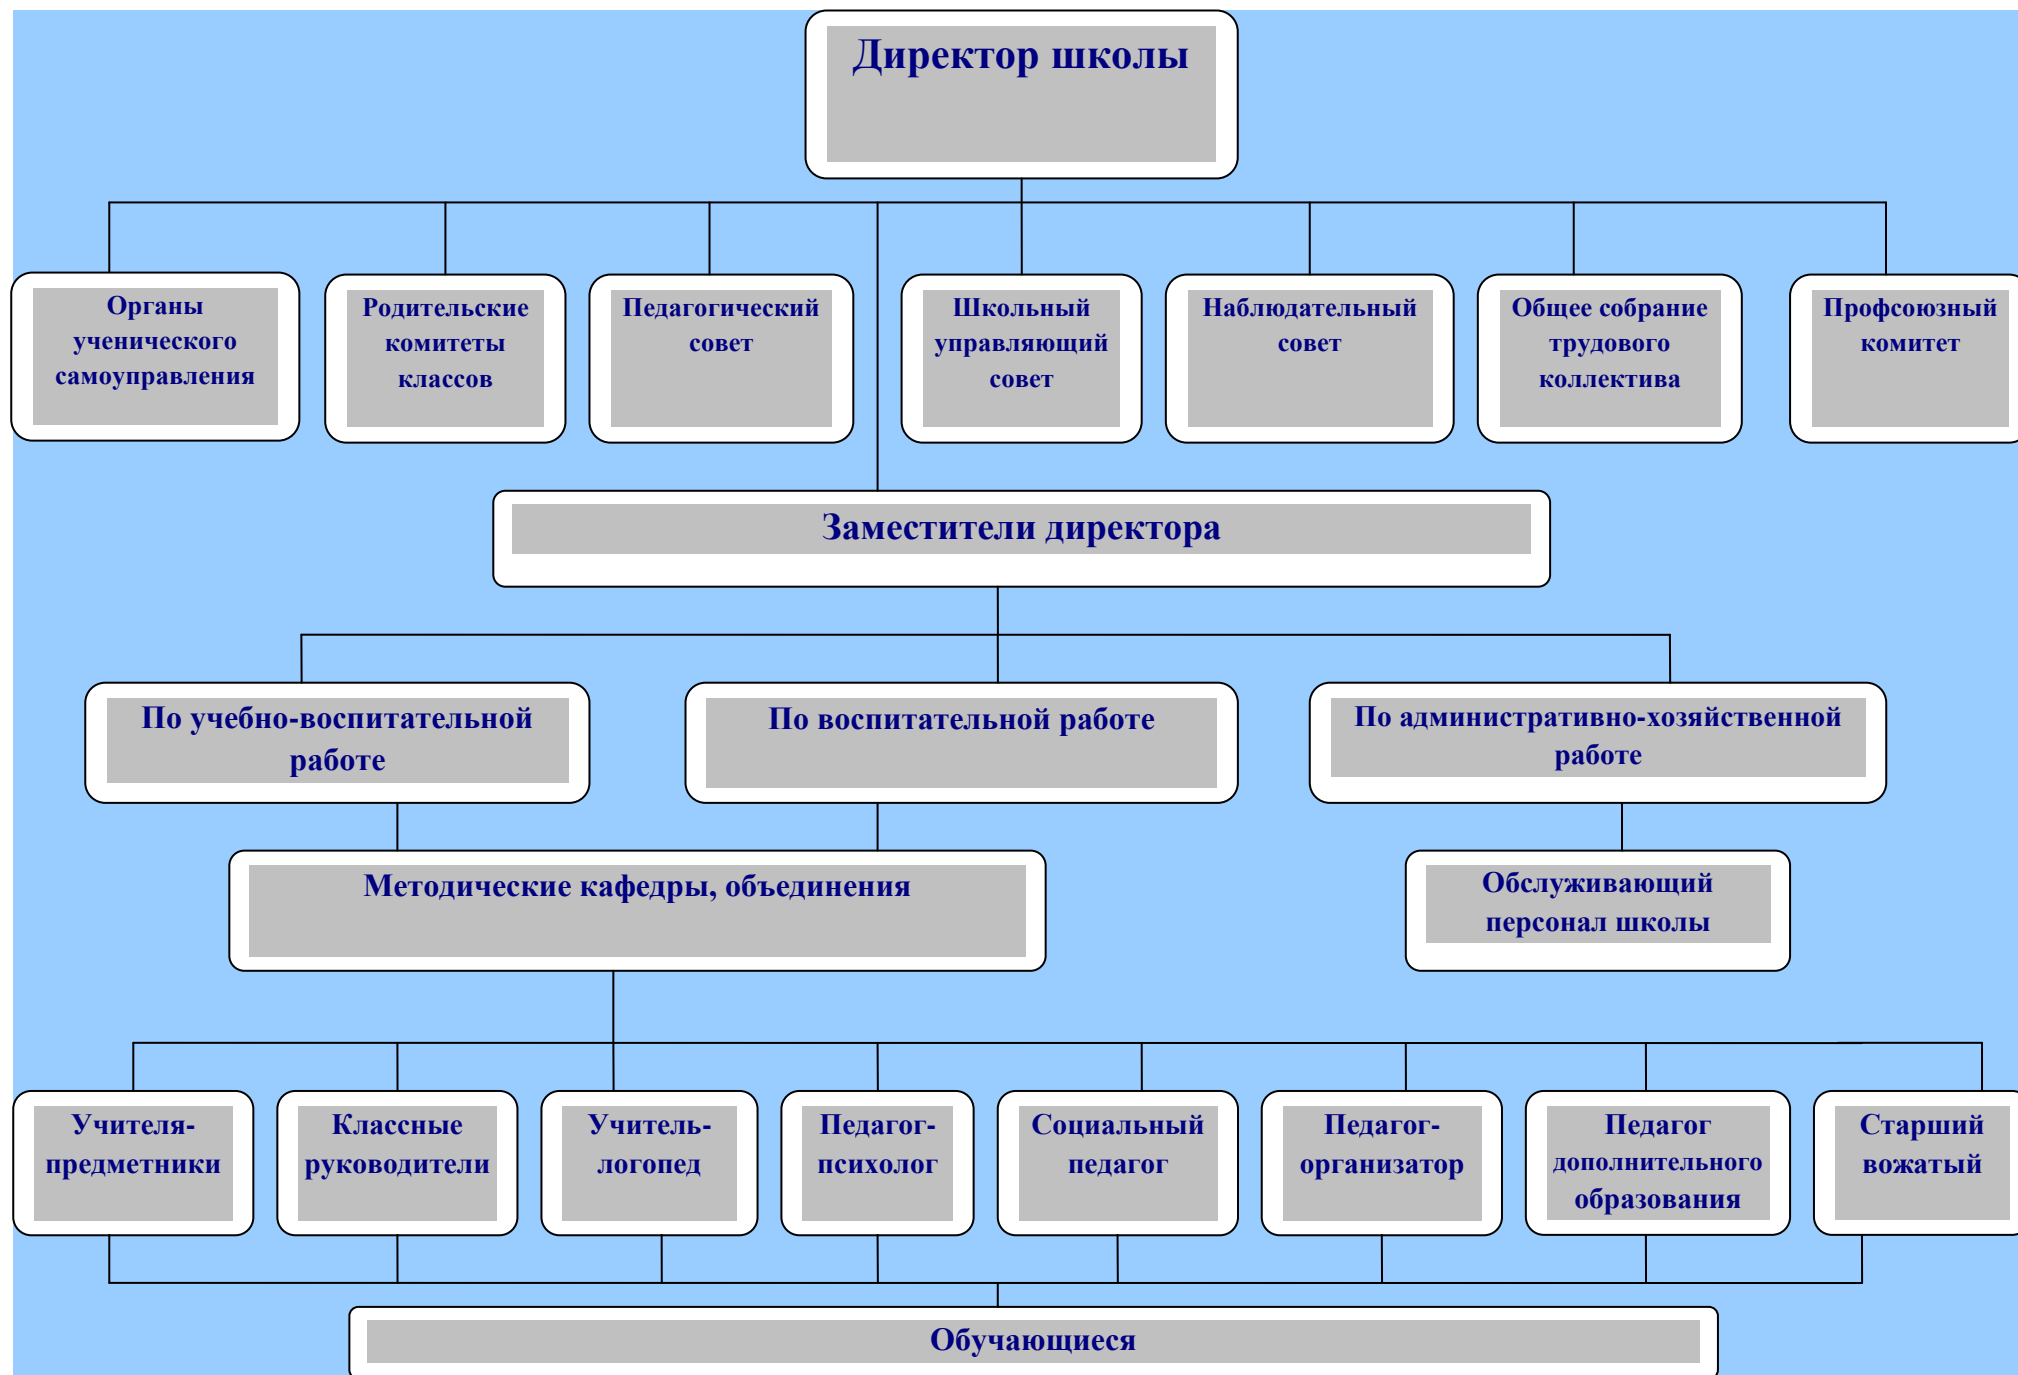 Директор школы
Органы
ученического
самоуправления
Родительские
комитеты
классов
Педагогический
совет
Школьный
управляющий
совет
Наблюдательный
совет
Общее собрание
трудового
коллектива
Профсоюзный
комитет
Заместители директора
По учебно-воспитательной
работе
По воспитательной работе
По административно-хозяйственной
работе
Методические кафедры, объединения
Обслуживающий
персонал школы
Учителя-
предметники
Классные
руководители
Учитель-
логопед
Педагог-
психолог
Социальный
педагог
Педагог-
организатор
Педагог
дополнительного
образования
Старший
вожатый
Обучающиеся